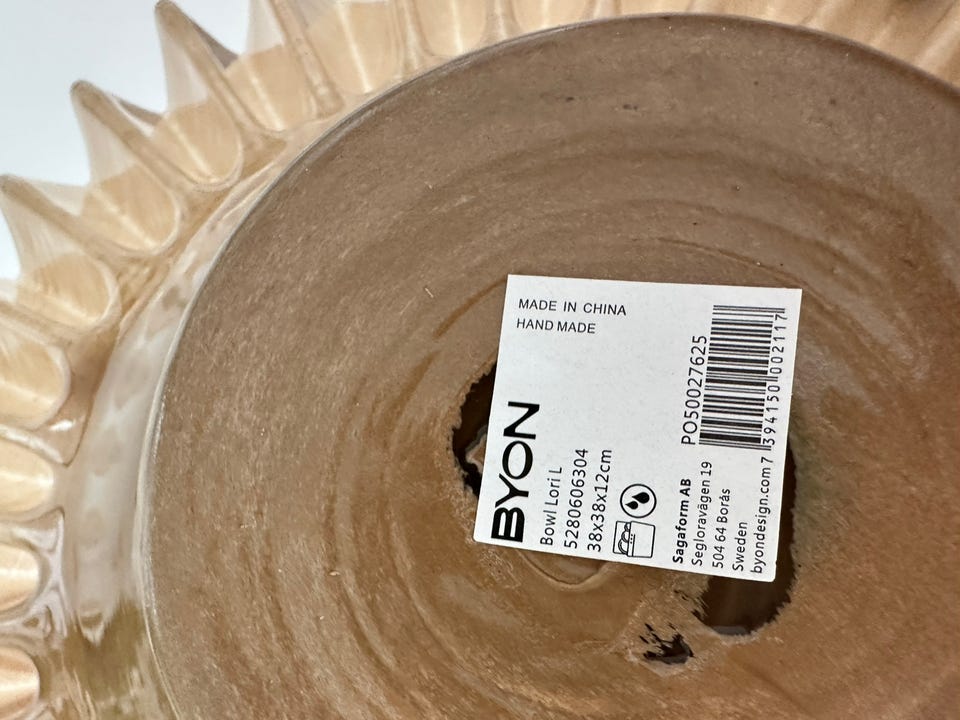 MADE IN CHINA
HAND MADE
BYON
Bowl Lori L
5280606304
38x38x12cm
Sagaform AB
Segloravägen 19
504 64 Borås
Sweden
byondesign.com
PO50027625
7 394150 002117